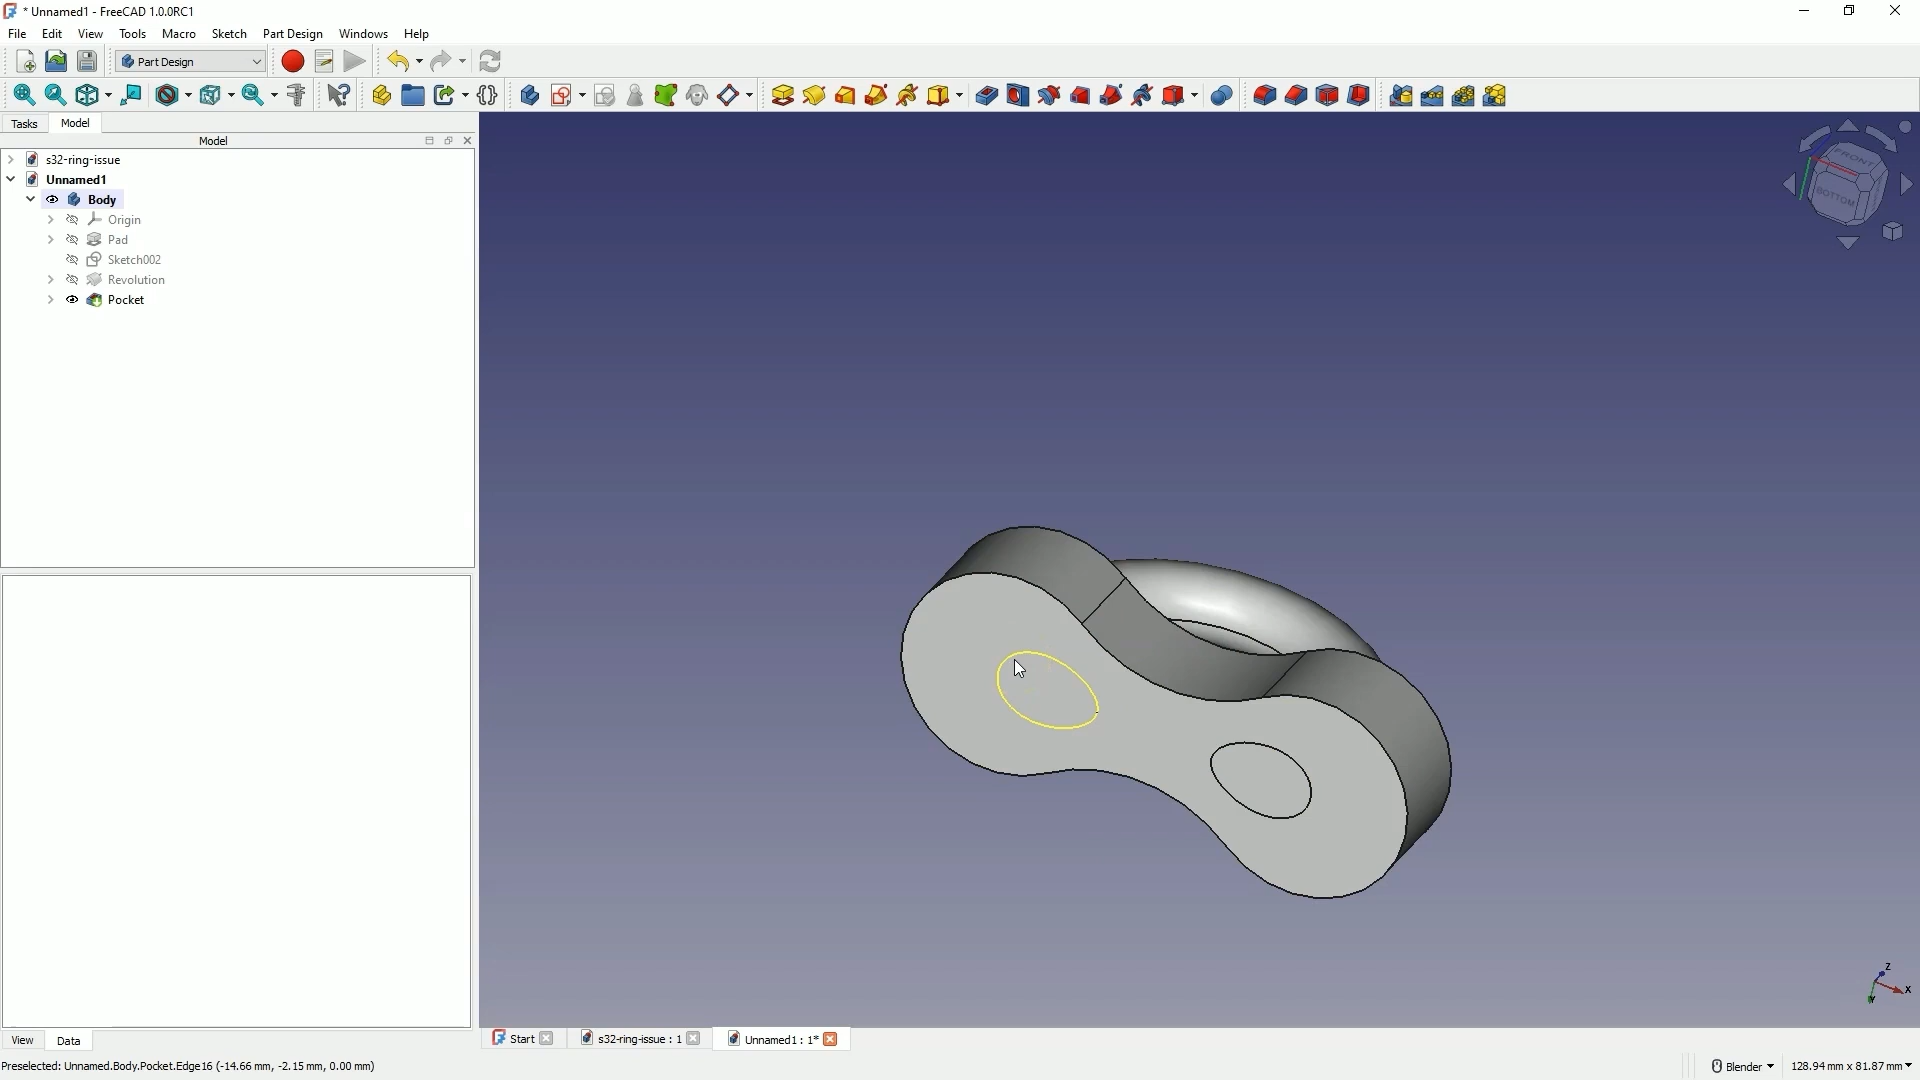 * Unnamed1 - FreeCAD 1.0.0RC1
File Edit View Tools Macro Sketch Part Design Windows Help
Part Design
Tasks Model
Model
s32-ring-issue
Unnamed1
Body
Origin
Pad
Sketch002
Revolution
Pocket
FRONT
BOTTOM
Z
X
Y
View Data
Start s32-ring-issue : 1 Unnamed1 : 1*
Preselected: Unnamed.Body.Pocket.Edge16 (-14.66 mm, -2.15 mm, 0.00 mm)
Blender 128.94 mm x 81.87 mm